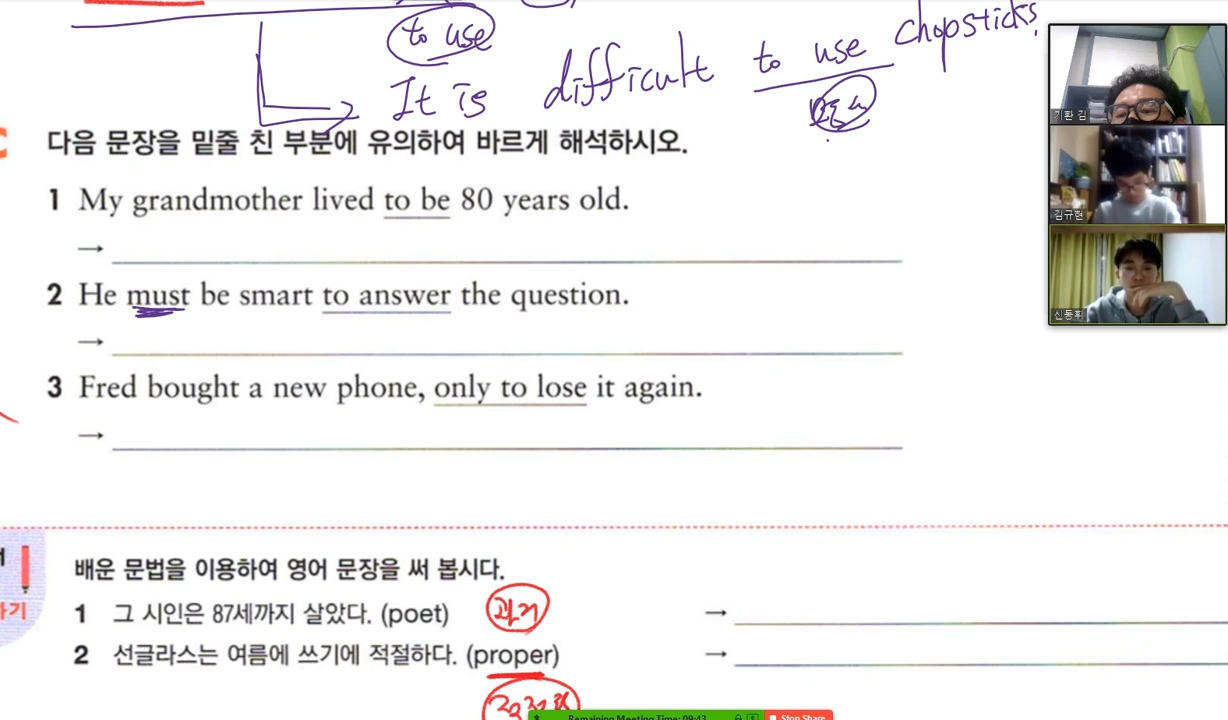 to use
It is difficult to use chopsticks.
C
다음 문장을 밑줄 친 부분에 유의하여 바르게 해석하시오.
1 My grandmother lived to be 80 years old.
→
2 He must be smart to answer the question.
→
3 Fred bought a new phone, only to lose it again.
→
배운 문법을 이용하여 영어 문장을 써 봅시다.
1 그 시인은 87세까지 살았다. (poet) 과거 →
2 선글라스는 여름에 쓰기에 적절하다. (proper) →
기환 김
김규현
신동휘
Remaining Meeting Time: 09:43
Stop Share